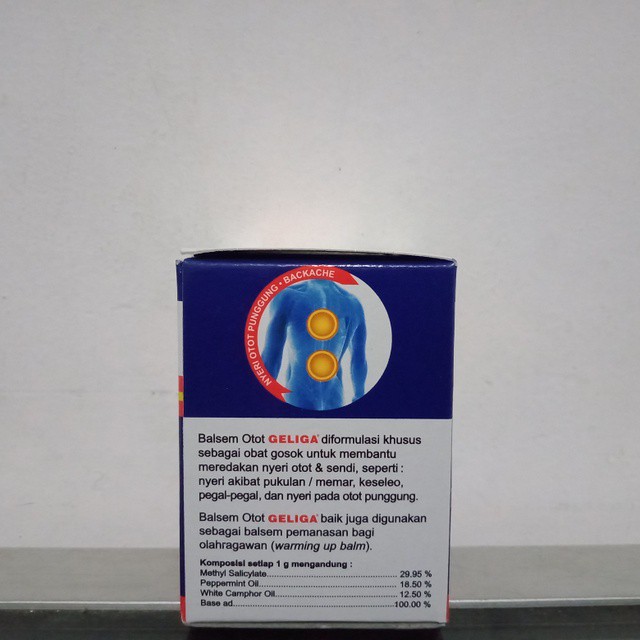 NYERI OTOT PUNGGUNG • BACKACHE
Balsem Otot GELIGA® diformulasi khusus
sebagai obat gosok untuk membantu
meredakan nyeri otot & sendi, seperti :
nyeri akibat pukulan / memar, keseleo,
pegal-pegal, dan nyeri pada otot punggung.
Balsem Otot GELIGA® baik juga digunakan
sebagai balsem pemanasan bagi
olahragawan (warming up balm).
Komposisi setiap 1 g mengandung :
Methyl Salicylate........................... 29.95 %
Peppermint Oil.............................. 18.50 %
White Camphor Oil....................... 12.50 %
Base ad........................................100.00 %